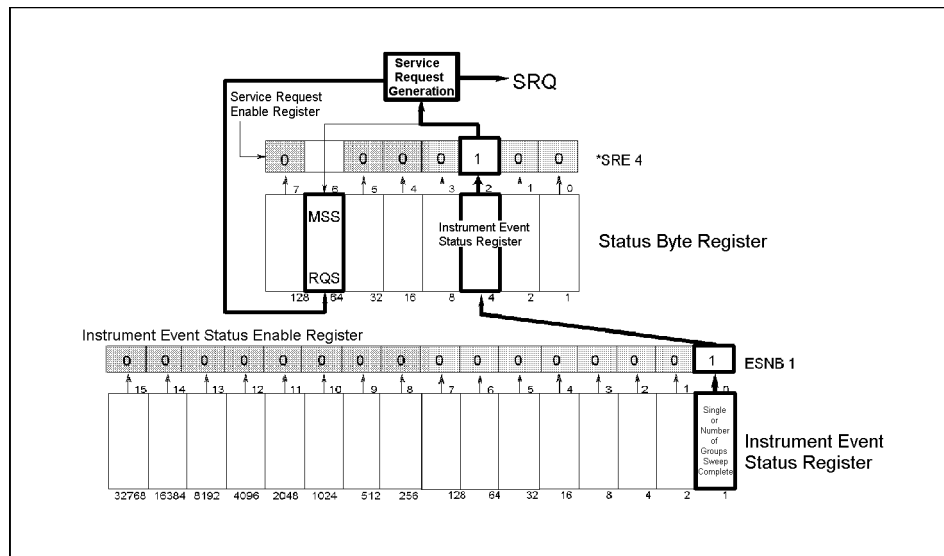 Service
Request
Generation
SRQ
Service Request
Enable Register
0 0 0 0 1 0 0 *SRE 4
7 6 5 4 3 2 1 0
MSS
RQS
Instrument Event
Status Register
Status Byte Register
128 64 32 16 8 4 2 1
Instrument Event Status Enable Register
0 0 0 0 0 0 0 0 0 0 0 0 0 0 0 1 ESNB 1
15 14 13 12 11 10 9 8 7 6 5 4 3 2 1 0
Single
or
Number
of
Groups
Sweep
Complete
Instrument Event
Status Register
32768 16384 8192 4096 2048 1024 512 256 128 64 32 16 8 4 2 1